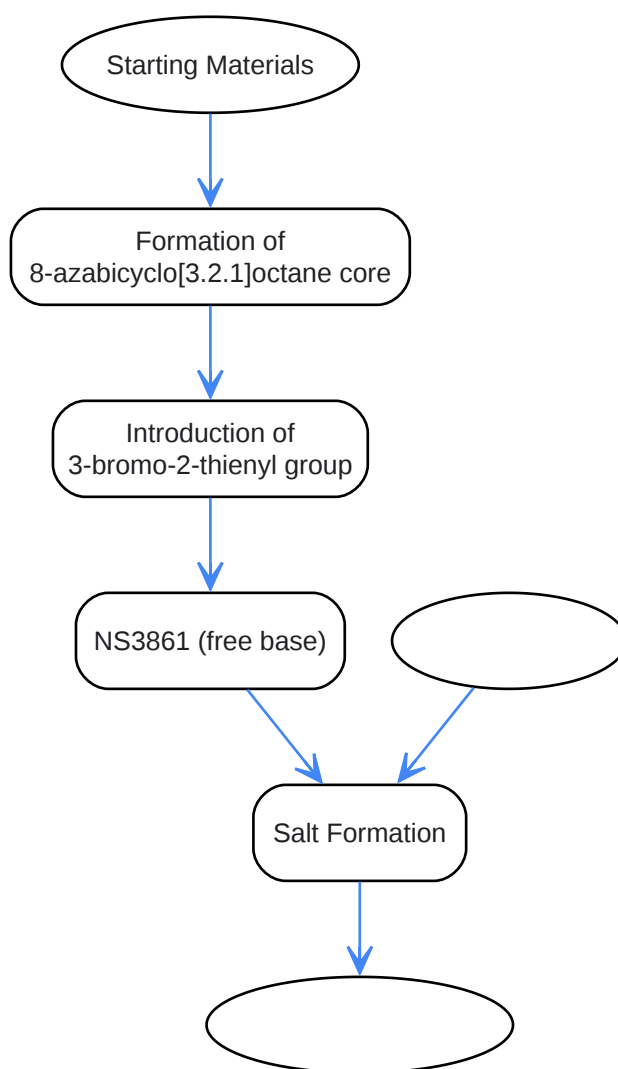 Starting Materials
Formation of
8-azabicyclo[3.2.1]octane core
Introduction of
3-bromo-2-thienyl group
NS3861 (free base)
Salt Formation